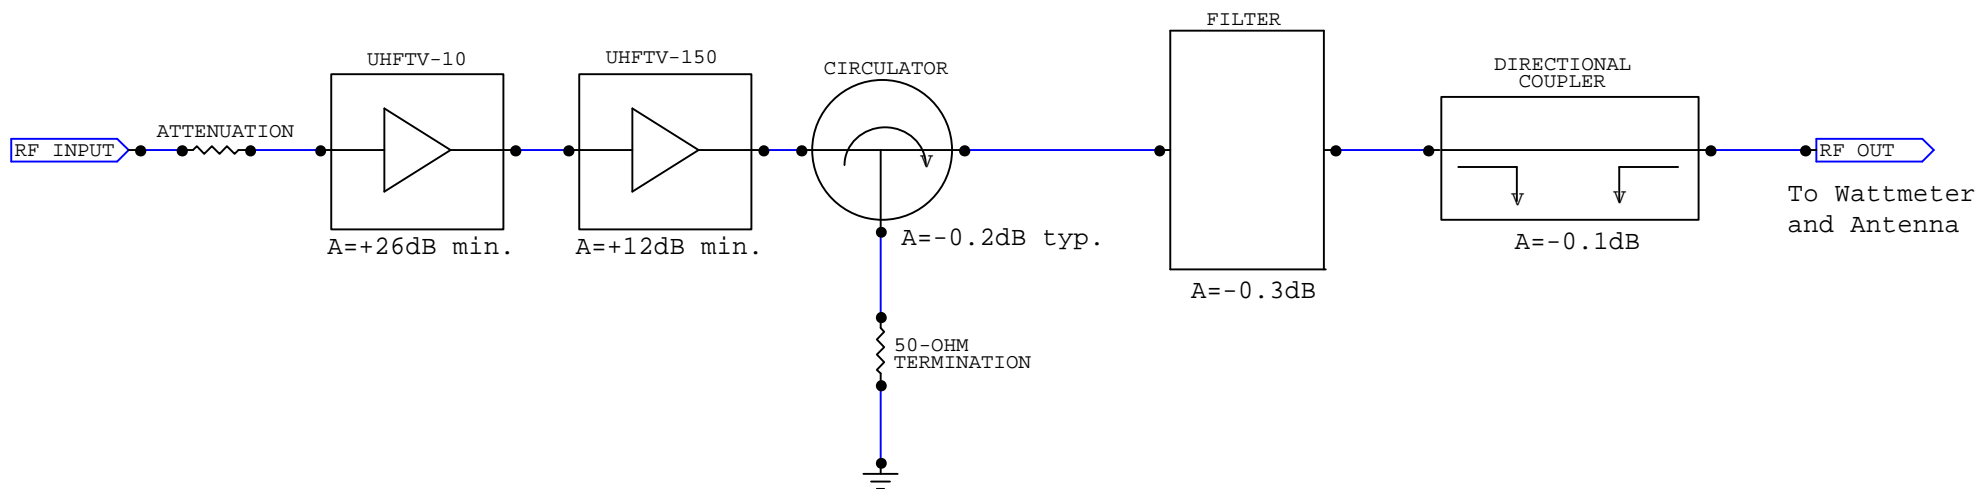 RF INPUT
ATTENUATION
UHFTV-10
A=+26dB min.
UHFTV-150
A=+12dB min.
CIRCULATOR
V
A=-0.2dB typ.
50-OHM
TERMINATION
FILTER
A=-0.3dB
DIRECTIONAL
COUPLER
V V
A=-0.1dB
RF OUT
To Wattmeter
and Antenna